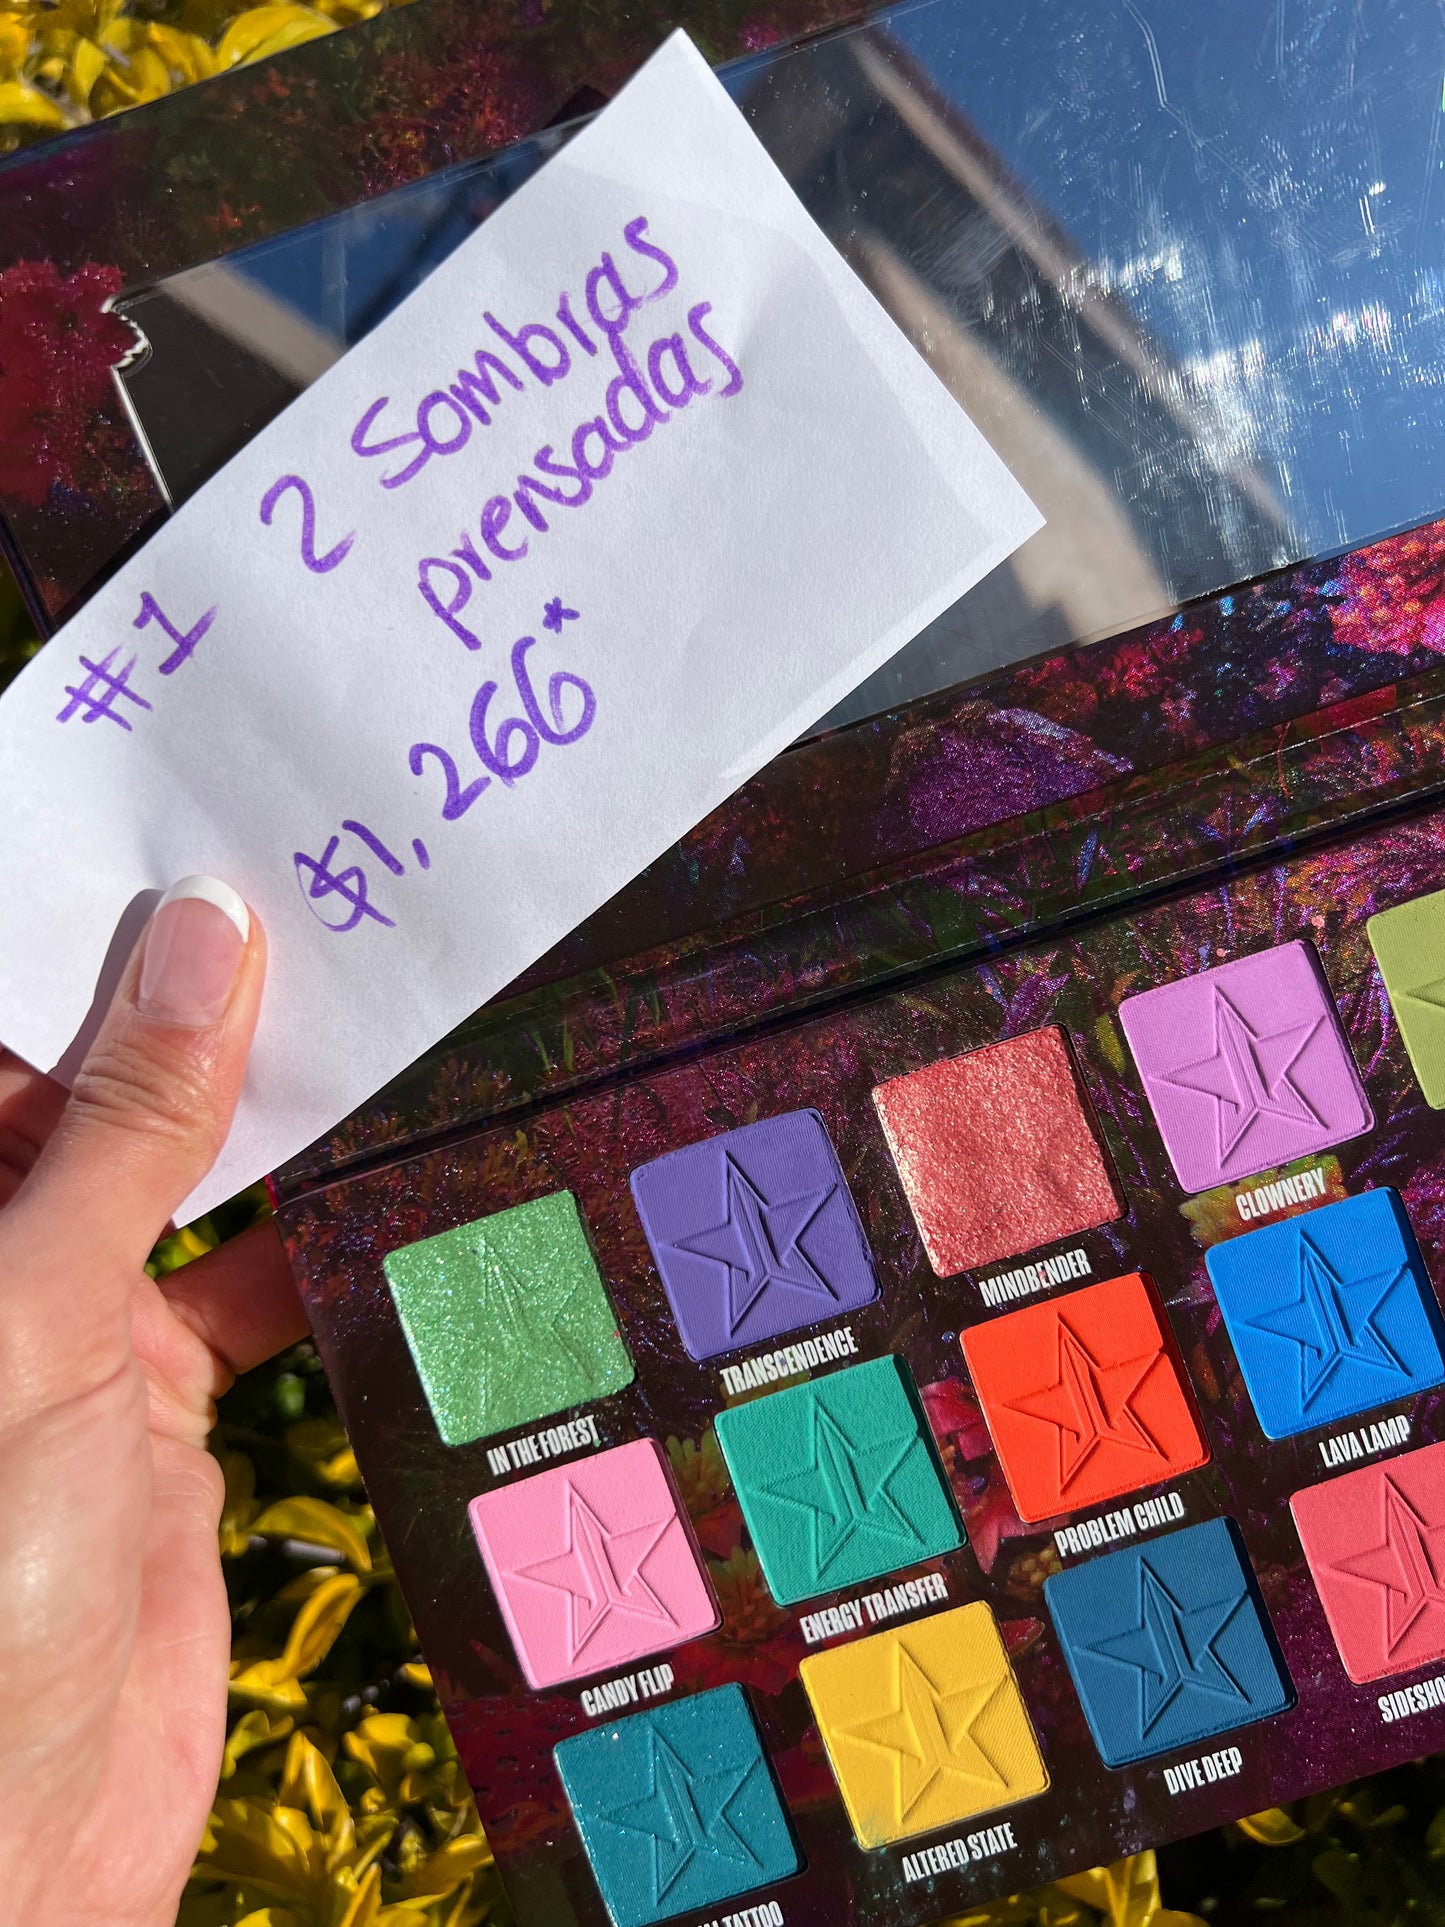 #1
2 Sombras
prensadas
$1,266*
CLOWNERY
MINDBENDER
TRANSCENDENCE
IN THE FOREST
LAVA LAMP
PROBLEM CHILD
ENERGY TRANSFER
CANDY FLIP
DIVE DEEP
ALTERED STATE
TATTOO